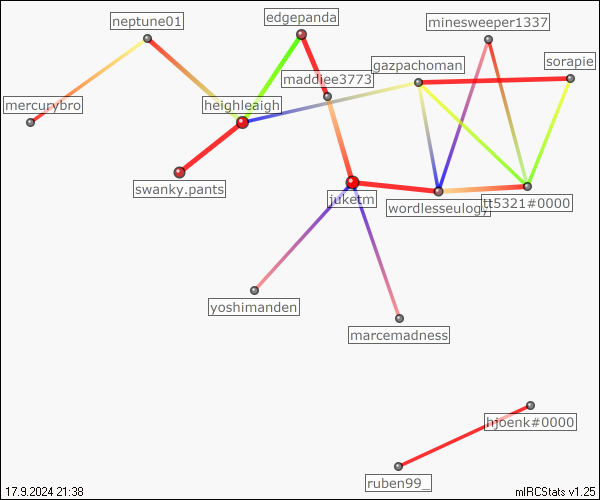 edgepanda
neptune01
minesweeper1337
sorapie
gazpachoman
maddiee3773
mercurybro
heighleigh
swanky.pants
juketm
wordlesseulogy
tt5321#0000
yoshimanden
marcemadness
hjoenk#0000
ruben99_
17.9.2024 21:38
mIRCStats v1.25